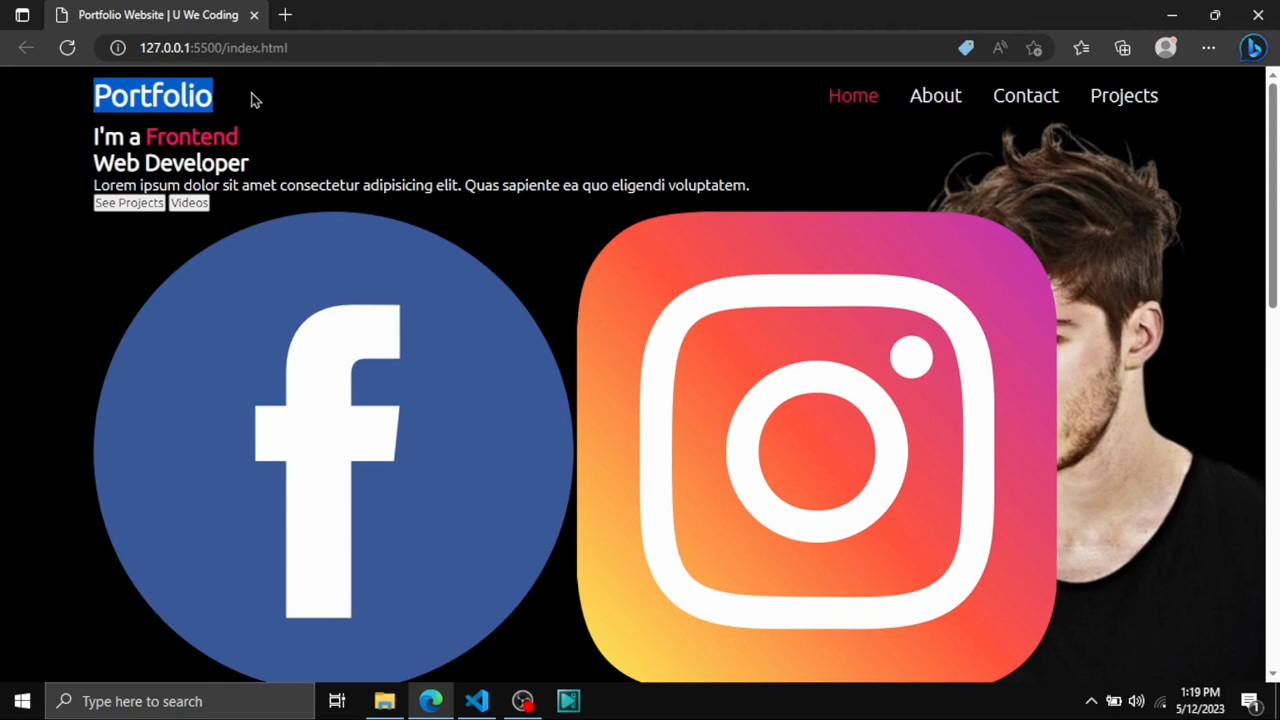 Portfolio Website | U We Coding
127.0.0.1:5500/index.html
Portfolio
Home About Contact Projects
I'm a Frontend
Web Developer
Lorem ipsum dolor sit amet consectetur adipisicing elit. Quas sapiente ea quo eligendi voluptatem.
See Projects Videos
Type here to search
1:19 PM
5/12/2023
1